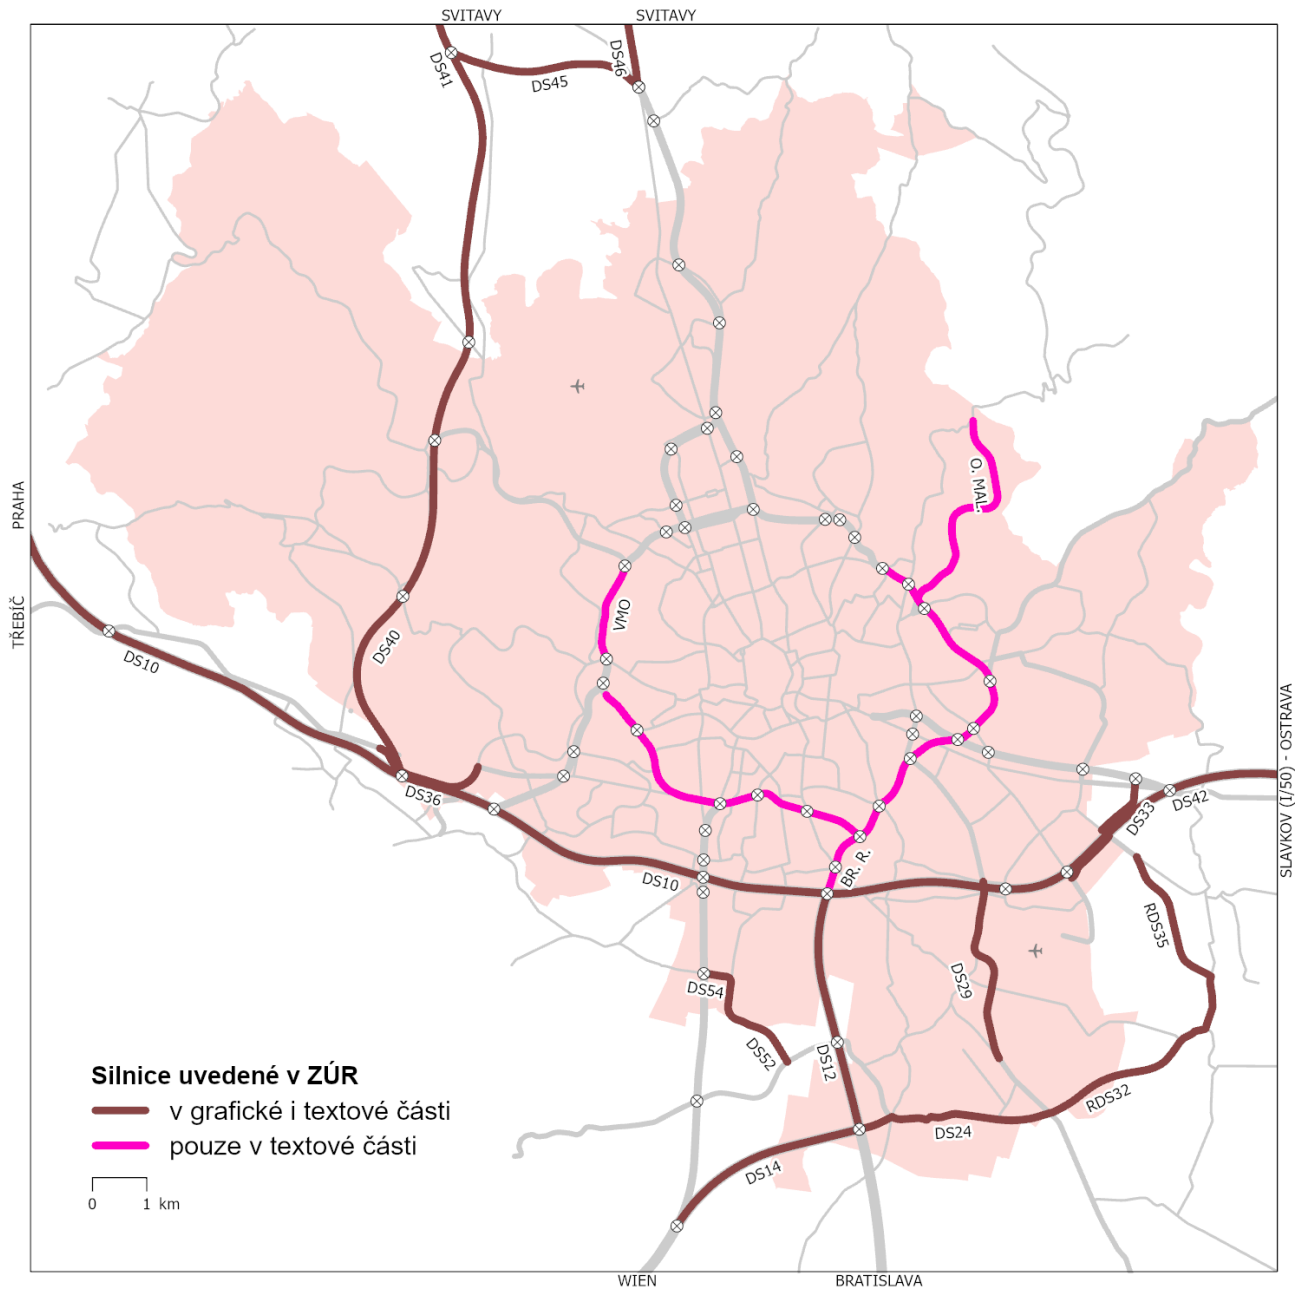 SVITAVY
SVITAVY
DS41
DS45
DS46
PRAHA
TŘEBÍČ
O. MAL.
VMO
DS40
DS10
DS36
DS42
DS33
SLAVKOV (I/50) - OSTRAVA
BR. R.
DS10
RDS35
DS29
DS54
DS52
DS12
Silnice uvedené v ZÚR
v grafické i textové části
pouze v textové části
0 1 km
RDS32
DS24
DS14
WIEN
BRATISLAVA